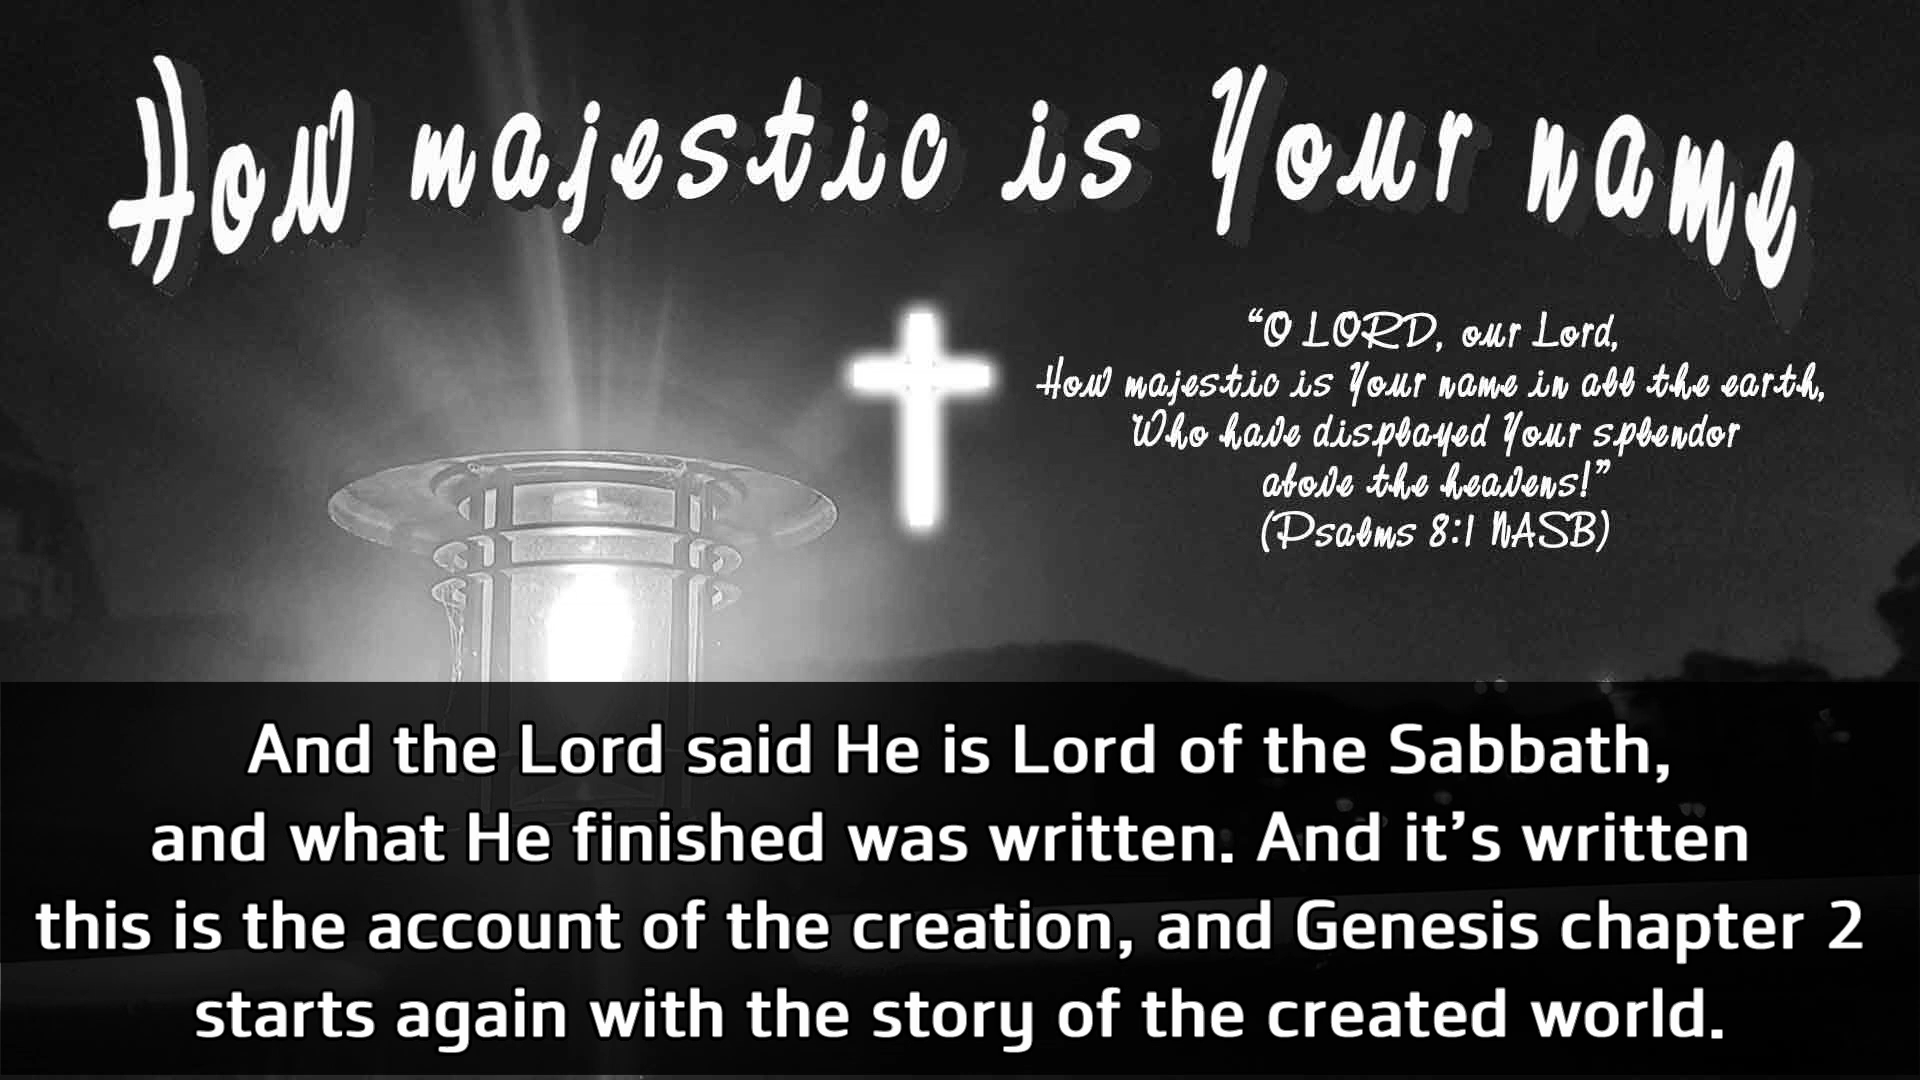 How majestic is Your name
“O LORD, our Lord,
How majestic is Your name in all the earth,
Who have displayed Your splendor
above the heavens!”
(Psalms 8:1 NASB)
And the Lord said He is Lord of the Sabbath,
and what He finished was written. And it’s written
this is the account of the creation, and Genesis chapter 2
starts again with the story of the created world.